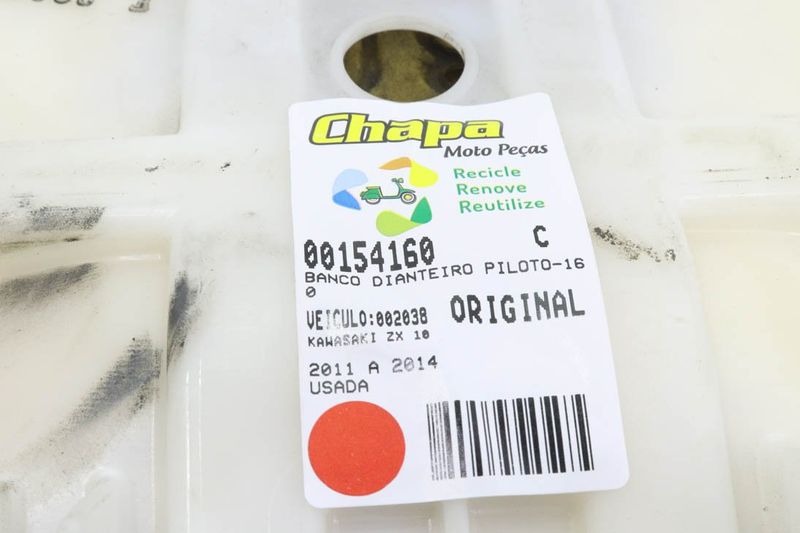 Chapa
Moto Peças
Recicle
Renove
Reutilize
00154160 C
BANCO DIANTEIRO PILOTO-16
0
VEICULO:002038 ORIGINAL
KAWASAKI ZX 10
2011 A 2014
USADA